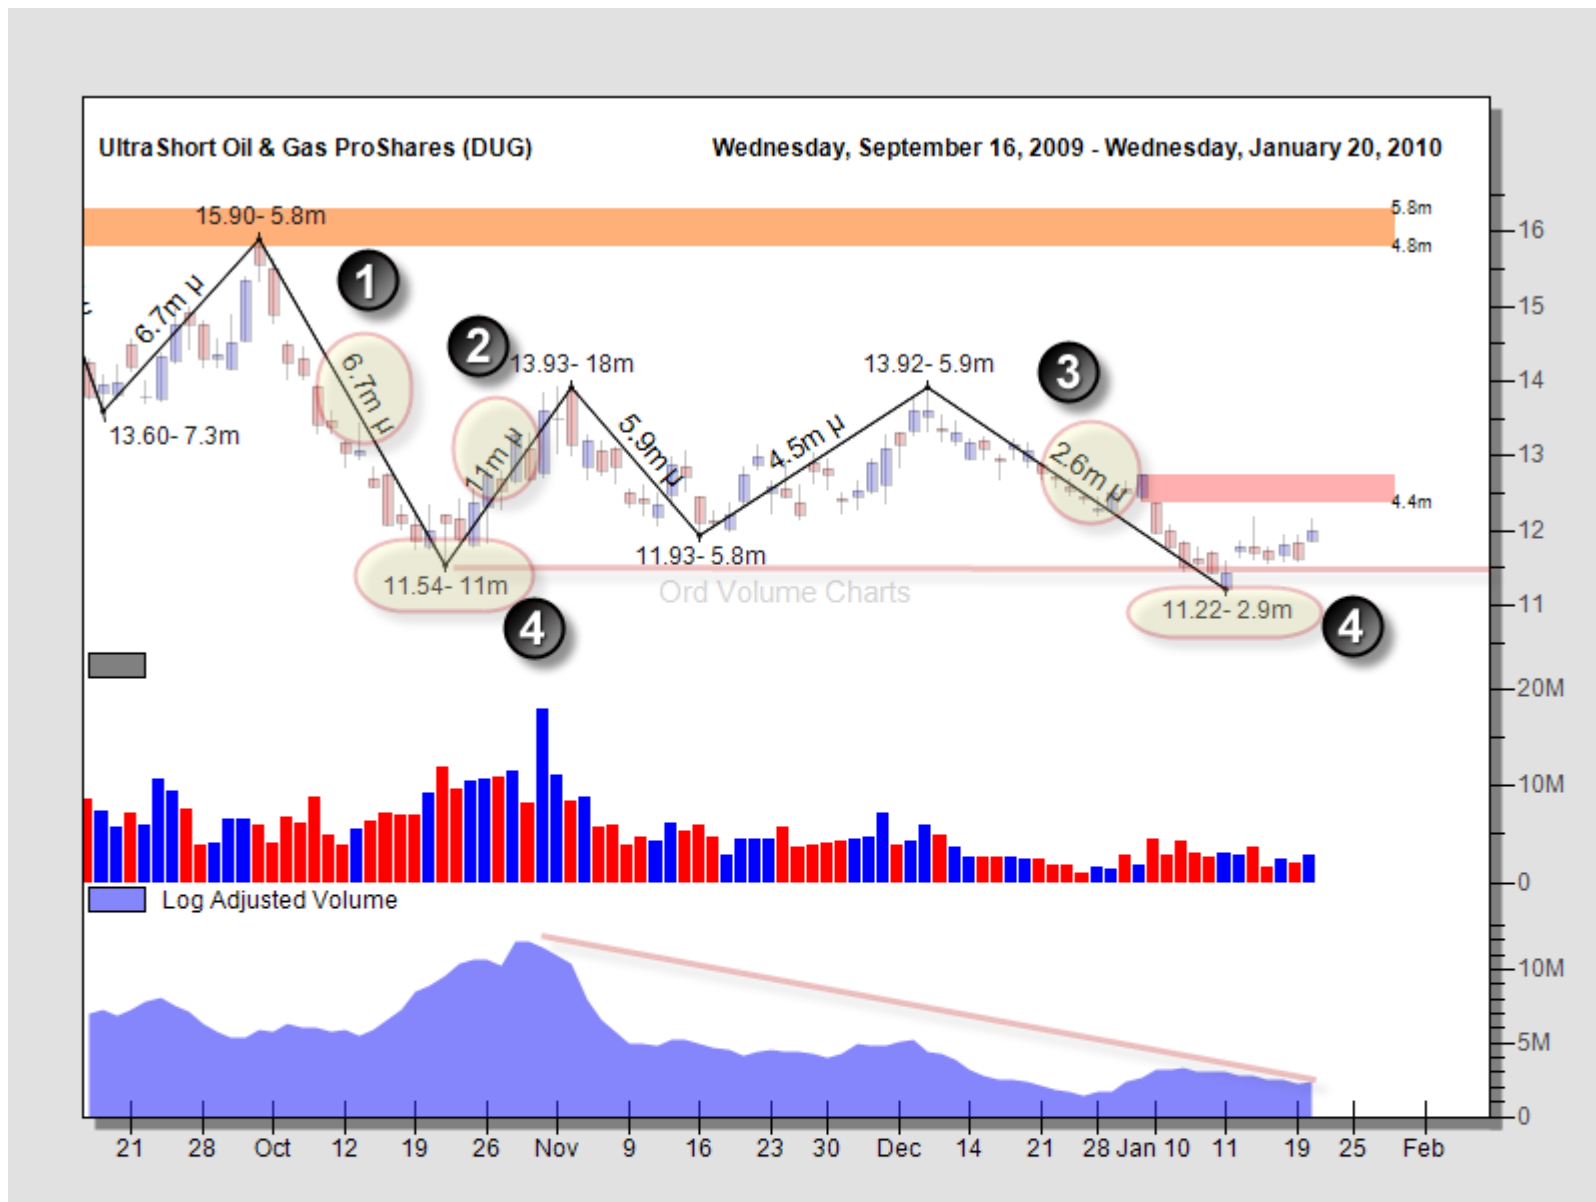 UltraShort Oil & Gas ProShares (DUG)
Wednesday, September 16, 2009 - Wednesday, January 20, 2010
15.90- 5.8m
5.8m
4.8m
16
1
15
6.7m µ
6.7m µ
2
13.93- 18m
13.92- 5.9m
3
14
13.60- 7.3m
11m µ
5.9m µ
4.5m µ
2.6m µ
13
4.4m
12
11.93- 5.8m
11.54- 11m
Ord Volume Charts
11.22- 2.9m
11
4
4
20M
10M
0
Log Adjusted Volume
10M
5M
0
21 28 Oct 12 19 26 Nov 9 16 23 30 Dec 14 21 28 Jan 10 11 19 25 Feb